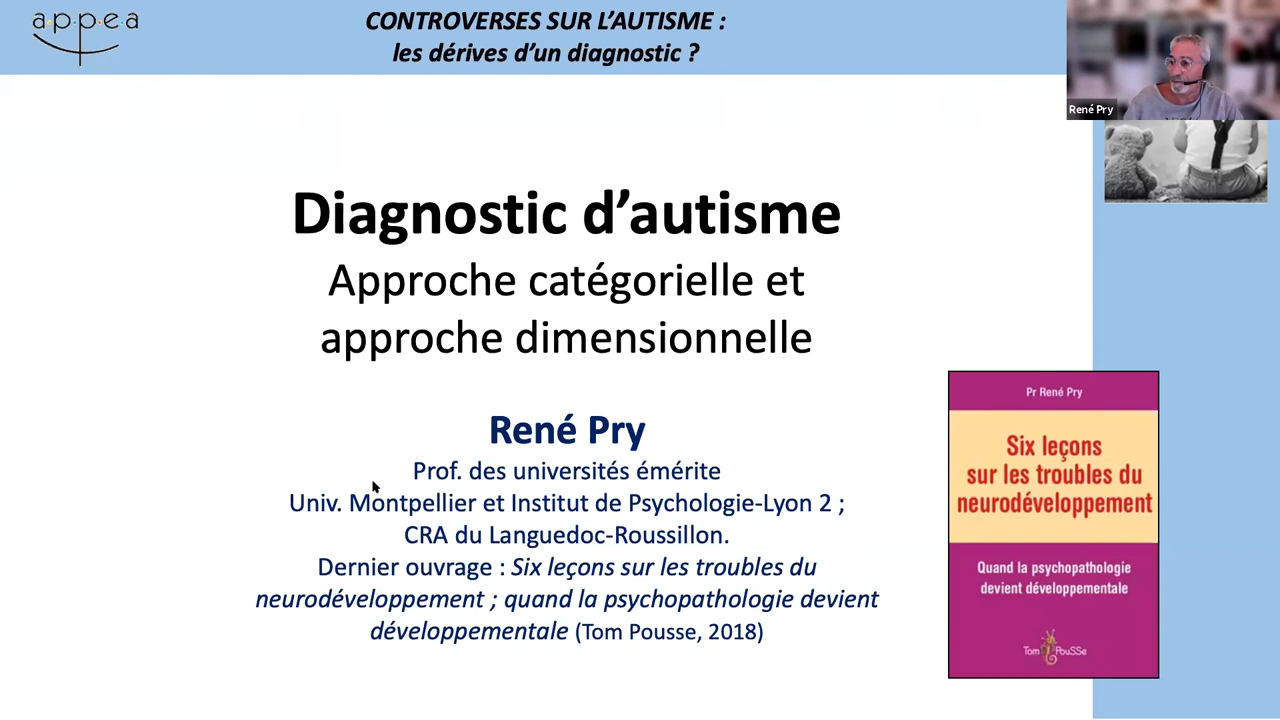 a·p·p·e·a
CONTROVERSES SUR L’AUTISME :
les dérives d’un diagnostic ?
René Pry
Diagnostic d’autisme
Approche catégorielle et
approche dimensionnelle
René Pry
Prof. des universités émérite
Univ. Montpellier et Institut de Psychologie-Lyon 2 ;
CRA du Languedoc-Roussillon.
Dernier ouvrage : Six leçons sur les troubles du
neurodéveloppement ; quand la psychopathologie devient
développementale (Tom Pousse, 2018)
Pr René Pry
Six leçons
sur les troubles du
neurodéveloppement
Quand la psychopathologie
devient développementale
Tom PouSSe